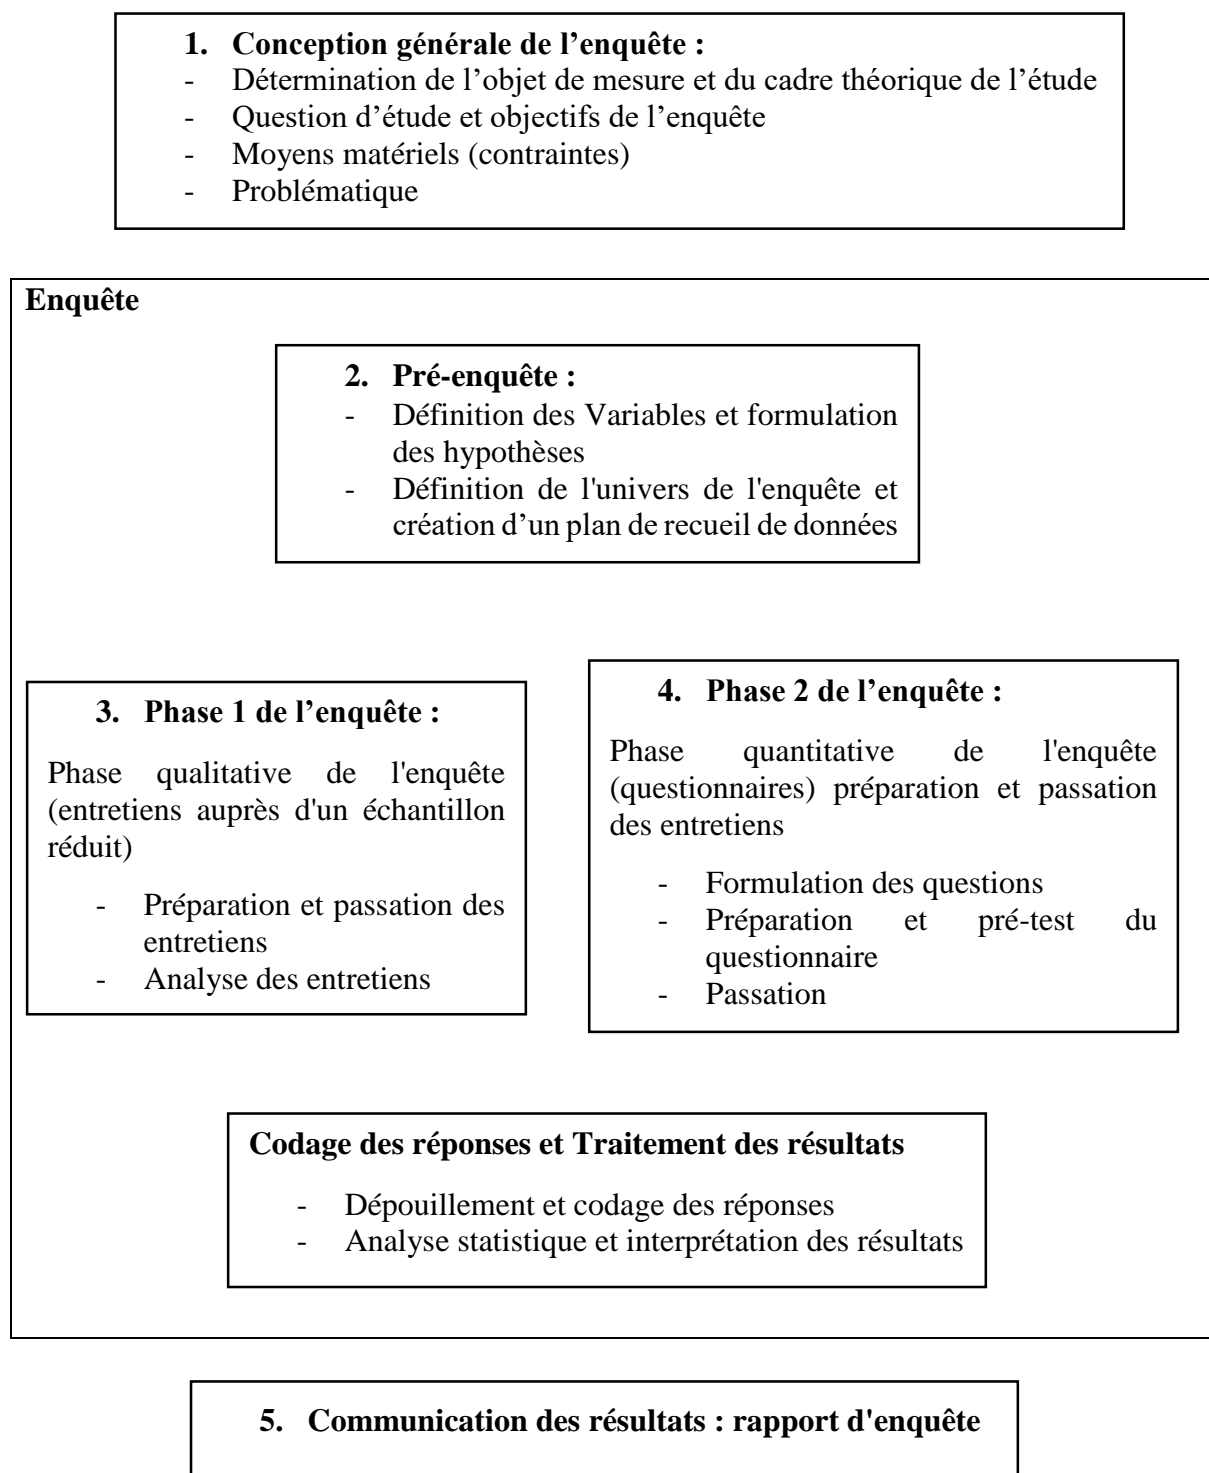 1. Conception générale de l’enquête :
- Détermination de l’objet de mesure et du cadre théorique de l’étude
- Question d’étude et objectifs de l’enquête
- Moyens matériels (contraintes)
- Problématique
Enquête
2. Pré-enquête :
- Définition des Variables et formulation
des hypothèses
- Définition de l'univers de l'enquête et
création d’un plan de recueil de données
3. Phase 1 de l’enquête :
Phase qualitative de l'enquête
(entretiens auprès d'un échantillon
réduit)
- Préparation et passation des
entretiens
- Analyse des entretiens
4. Phase 2 de l’enquête :
Phase quantitative de l'enquête
(questionnaires) préparation et passation
des entretiens
- Formulation des questions
- Préparation et pré-test du
questionnaire
- Passation
Codage des réponses et Traitement des résultats
- Dépouillement et codage des réponses
- Analyse statistique et interprétation des résultats
5. Communication des résultats : rapport d'enquête